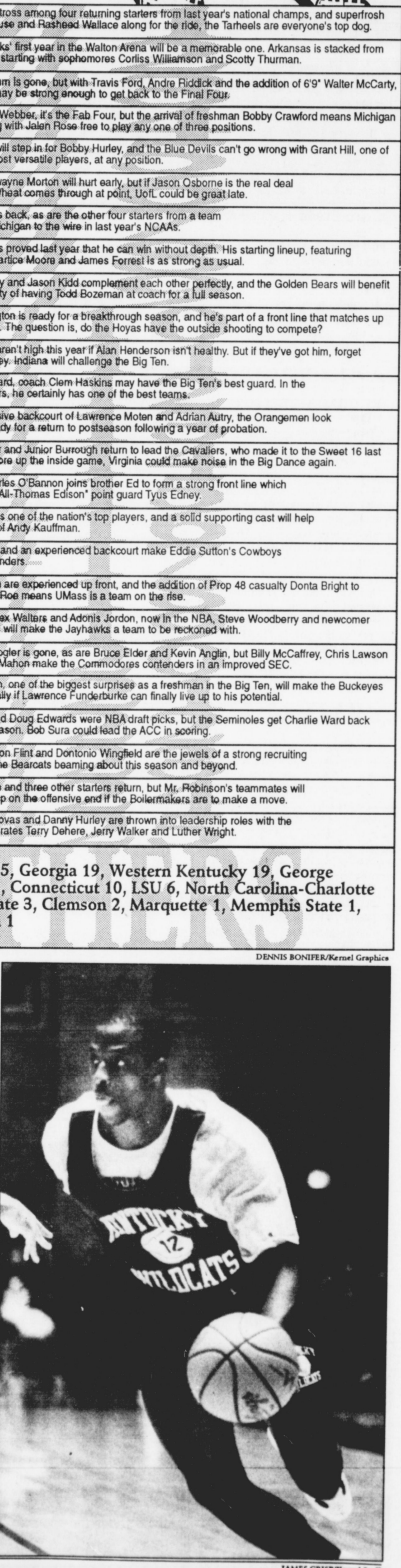 tross among four returning starters from last year's national champs, and superfrosh
use and Rasheed Wallace along for the ride, the Tarheels are everyone's top dog.
ks' first year in the Walton Arena will be a memorable one. Arkansas is stacked from
starting with sophomores Corliss Williamson and Scotty Thurman.
rn Is gone, but with Travis Ford, Andre Riddick and the addition of 6'9" Walter McCarty,
ay be strong enough to get back to the Final Four.
Webber, it's the Fab Four, but the arrival of freshman Bobby Crawford means Michigan
g with Jalen Rose free to play any one of three positions.
vill step in for Bobby Hurley, and the Blue Devils can't go wrong with Grant Hill, one of
ost versatile players, at any position.
wayne Morton will hurt early, but if Jason Osborne is the real deal
Wheat comes through at point, UofL could be great late.
s back, as are the other four starters from a team
chigan to the wire in last year's NCAAs.
s proved last year that he can win without depth. His starting lineup, featuring
artice Moore and James Forrest is as strong as usual.
y and Jason Kidd complement each other perfectly, and the Golden Bears will benefit
ty of having Todd Bozeman at coach for a full season.
gton is ready for a breakthrough season, and he's part of a front line that matches up
. The question is, do the Hoyas have the outside shooting to compete?
aren't high this year if Alan Henderson isn't healthy. But if they've got him, forget
ey. Indiana will challenge the Big Ten.
ard, coach Clem Haskins may have the Big Ten's best guard. In the
rs, he certainly has one of the best teams.
sive backcourt of Lawrence Moten and Adrian Autry, the Orangemen look
dy for a return to postseason following a year of probation.
r and Junior Burrough return to lead the Cavaliers, who made it to the Sweet 16 last
ore up the inside game, Virginia could make noise in the Big Dance again.
rles O'Bannon joins brother Ed to form a strong front line which
All-Thomas Edison" point guard Tyus Edney.
s one of the nation's top players, and a solid supporting cast will help
of Andy Kauffman.
and an experienced backcourt make Eddie Sutton's Cowboys
nders.
n are experienced up front, and the addition of Prop 48 casualty Donta Bright to
Roe means UMass is a team on the rise.
ex Walters and Adonis Jordon, now in the NBA, Steve Woodberry and newcomer
will make the Jayhawks a team to be reckoned with.
ogler is gone, as are Bruce Elder and Kevin Anglin, but Billy McCaffrey, Chris Lawson
Mahon make the Commodores contenders in an improved SEC.
n, one of the biggest surprises as a freshman in the Big Ten, will make the Buckeyes
lly if Lawrence Funderburke can finally live up to his potential.
d Doug Edwards were NBA draft picks, but the Seminoles get Charlie Ward back
ason. Bob Sura could lead the ACC in scoring.
on Flint and Dontonio Wingfield are the jewels of a strong recruiting
he Bearcats beaming about this season and beyond.
n and three other starters return, but Mr. Robinson's teammates will
p on the offensive end if the Boilermakers are to make a move.
ovas and Danny Hurley are thrown into leadership roles with the
rates Terry Dehere, Jerry Walker and Luther Wright.
THERS
5, Georgia 19, Western Kentucky 19, George
, Connecticut 10, LSU 6, North Carolina-Charlotte
ate 3, Clemson 2, Marquette 1, Memphis State 1,
1
DENNIS BONIFER/Kernel Graphics
KENTUCKY
12
WILDCATS